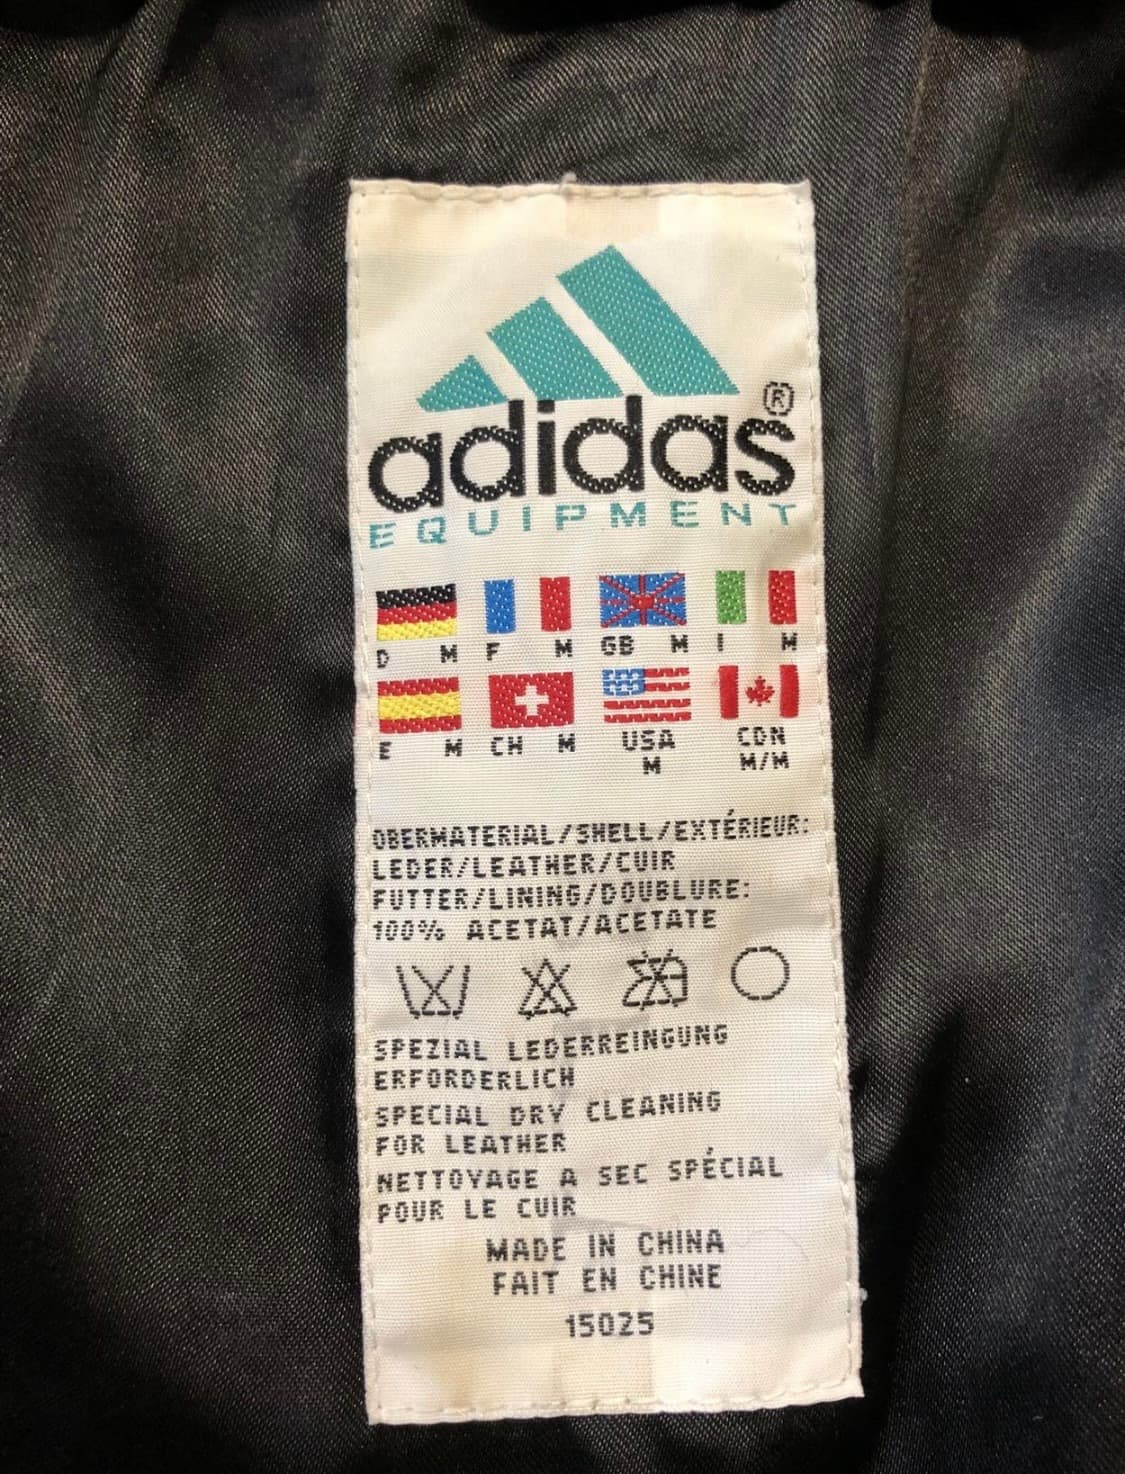 adidas®
EQUIPMENT
D M F M GB M I M
E M CH M USA M CDN M/M
OBERMATERIAL/SHELL/EXTÉRIEUR:
LEDER/LEATHER/CUIR
FUTTER/LINING/DOUBLURE:
100% ACETAT/ACETATE
SPEZIAL LEDERREINGUNG
ERFORDERLICH
SPECIAL DRY CLEANING
FOR LEATHER
NETTOYAGE A SEC SPÉCIAL
POUR LE CUIR
MADE IN CHINA
FAIT EN CHINE
15025